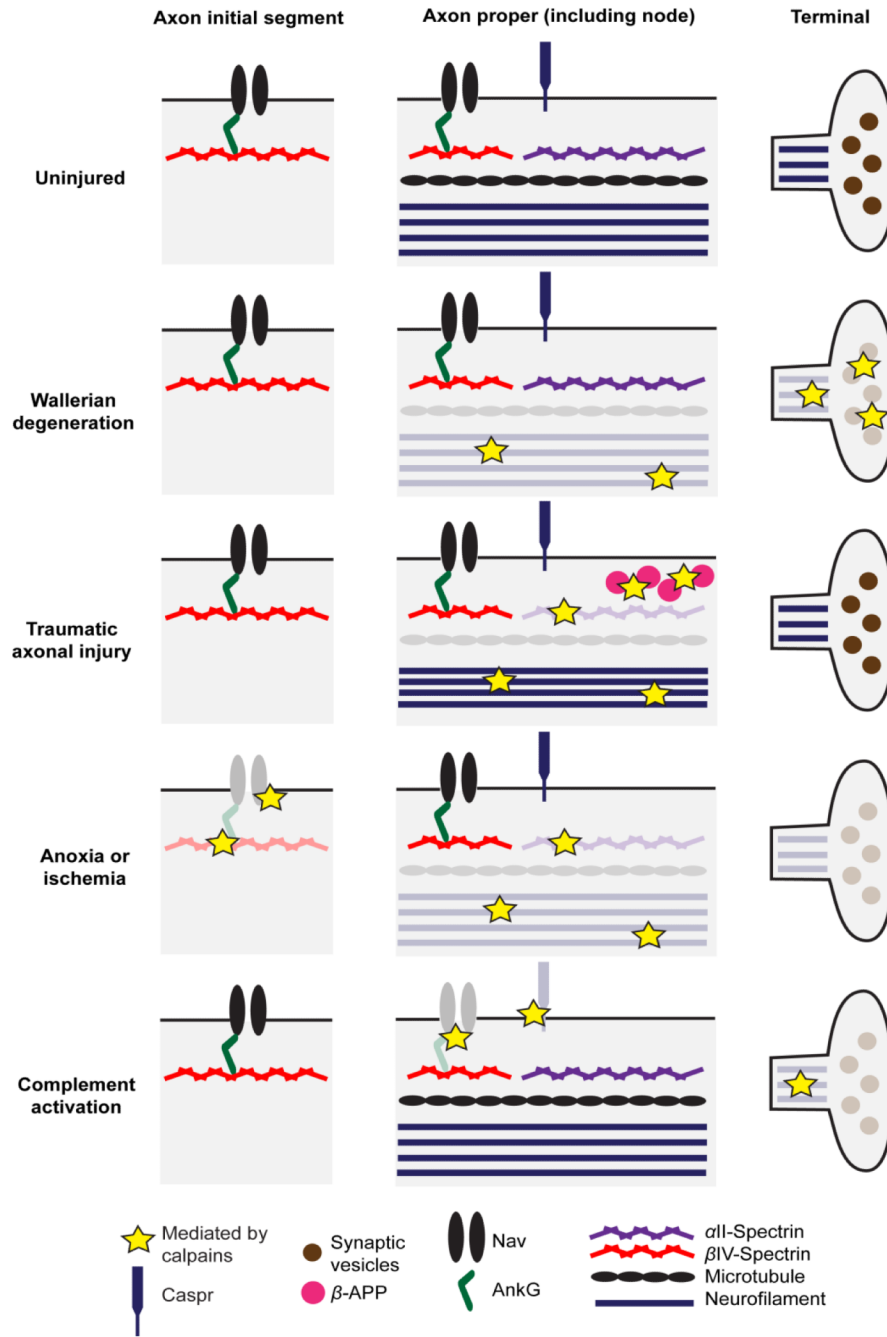 Axon initial segment
Axon proper (including node)
Terminal
Uninjured
Wallerian
degeneration
Traumatic
axonal injury
Anoxia or
ischemia
Complement
activation
Mediated by
calpains
Caspr
Synaptic
vesicles
β-APP
Nav
AnkG
αII-Spectrin
βIV-Spectrin
Microtubule
Neurofilament